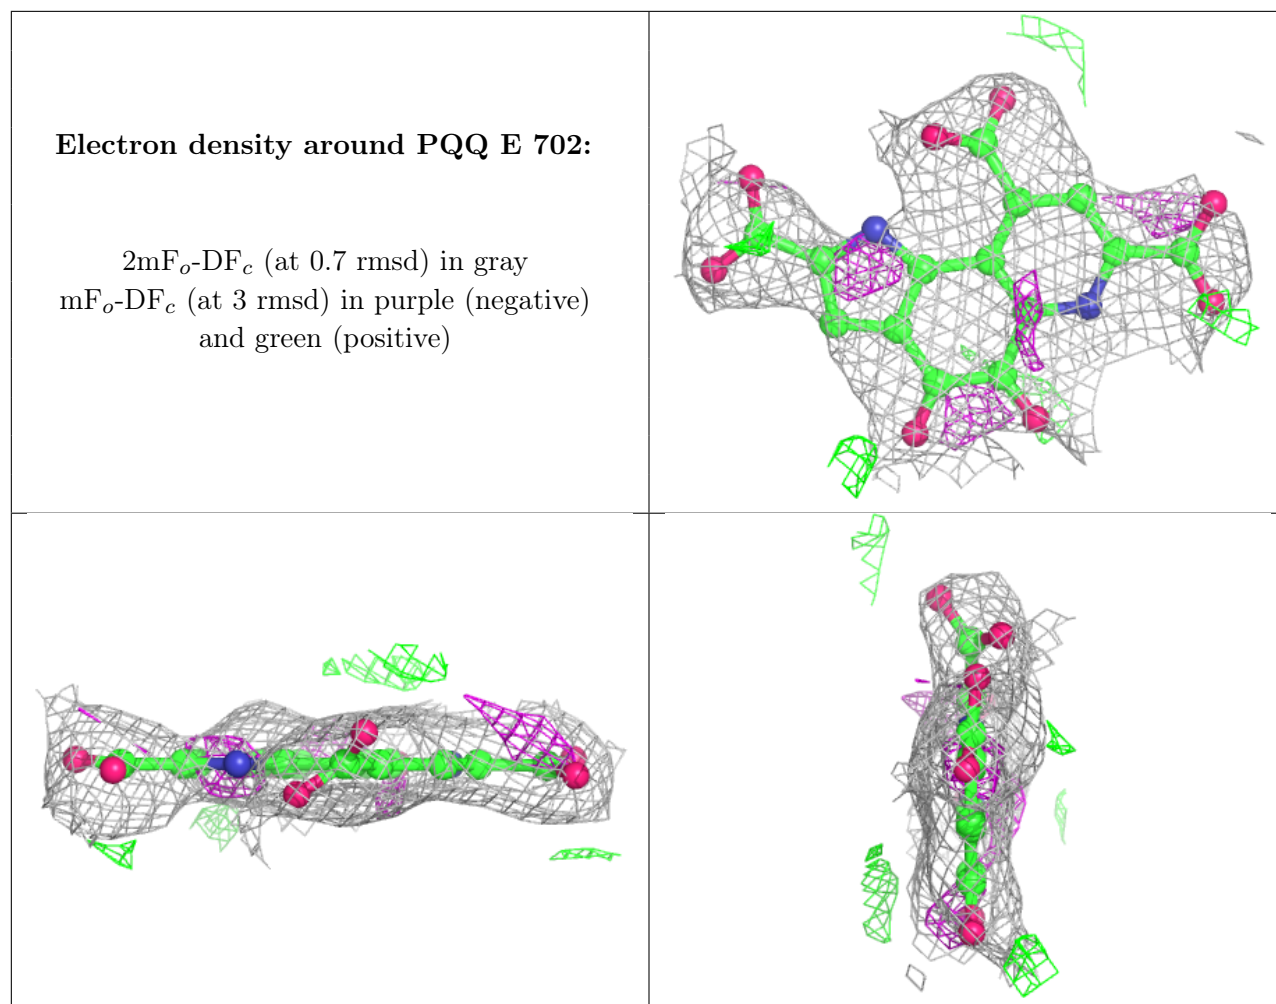 Electron density around PQQ E 702:
2mFo-DFc (at 0.7 rmsd) in gray
mFo-DFc (at 3 rmsd) in purple (negative)
and green (positive)